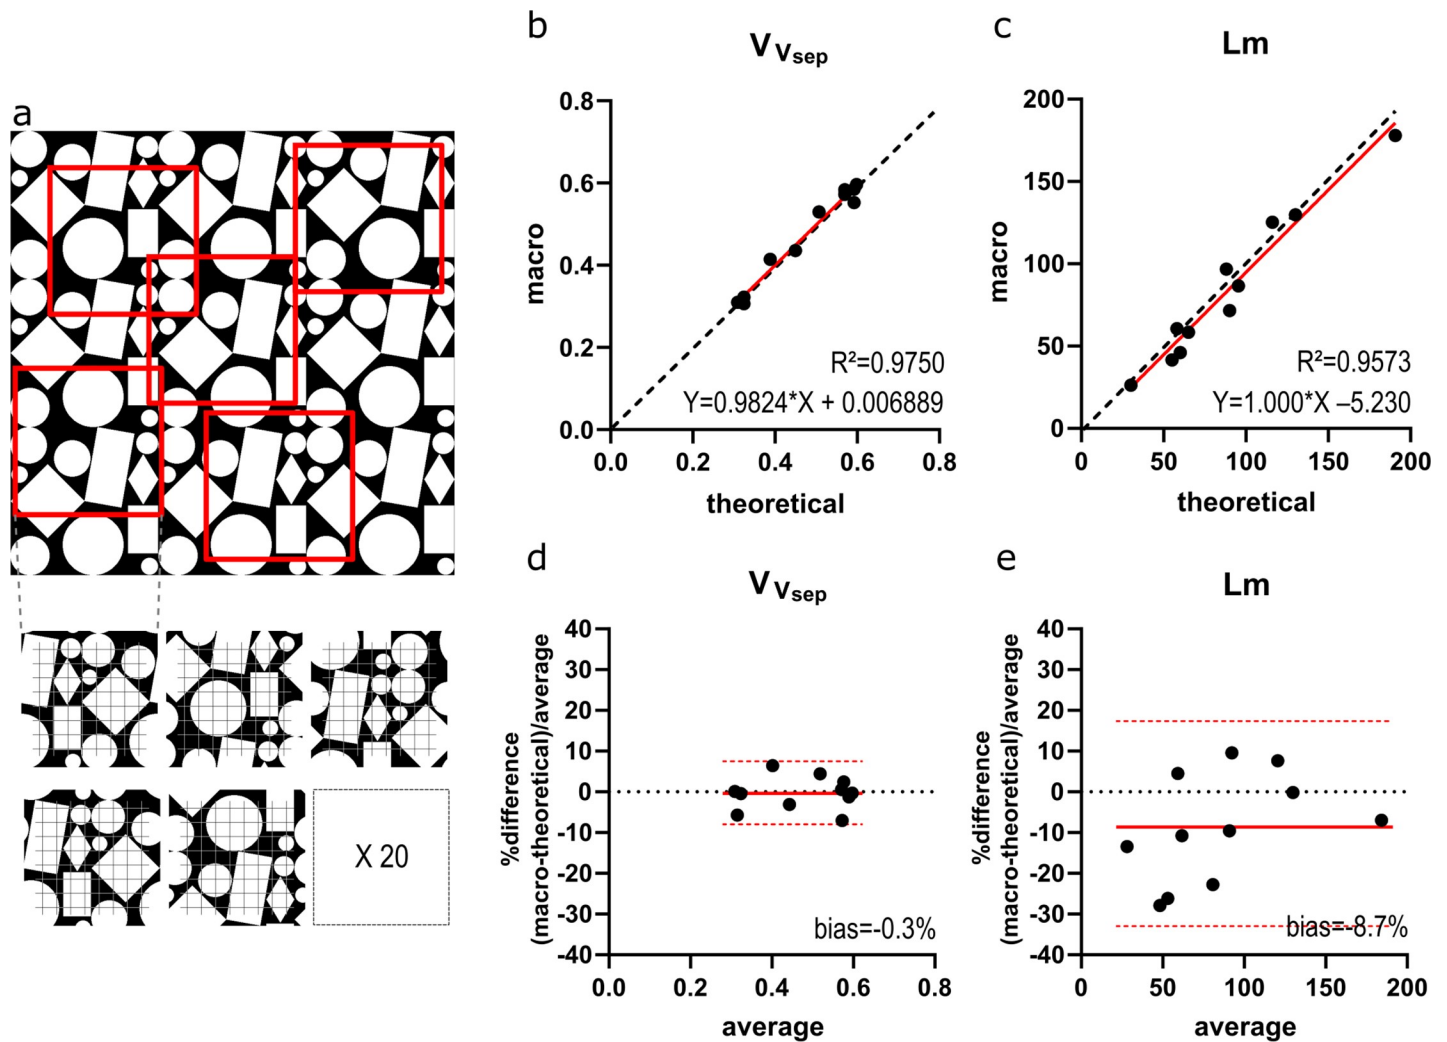 a
X 20
b
V Vsep
macro
0.8
0.6
0.4
0.2
0.0
R²=0.9750
Y=0.9824*X + 0.006889
0.0 0.2 0.4 0.6 0.8
theoretical
c
Lm
macro
200
150
100
50
0
R²=0.9573
Y=1.000*X –5.230
0 50 100 150 200
theoretical
d
V Vsep
%difference
(macro-theoretical)/average
40
30
20
10
0
-10
-20
-30
-40
bias=-0.3%
0.0 0.2 0.4 0.6 0.8
average
e
Lm
%difference
(macro-theoretical)/average
40
30
20
10
0
-10
-20
-30
-40
bias=-8.7%
0 50 100 150 200
average